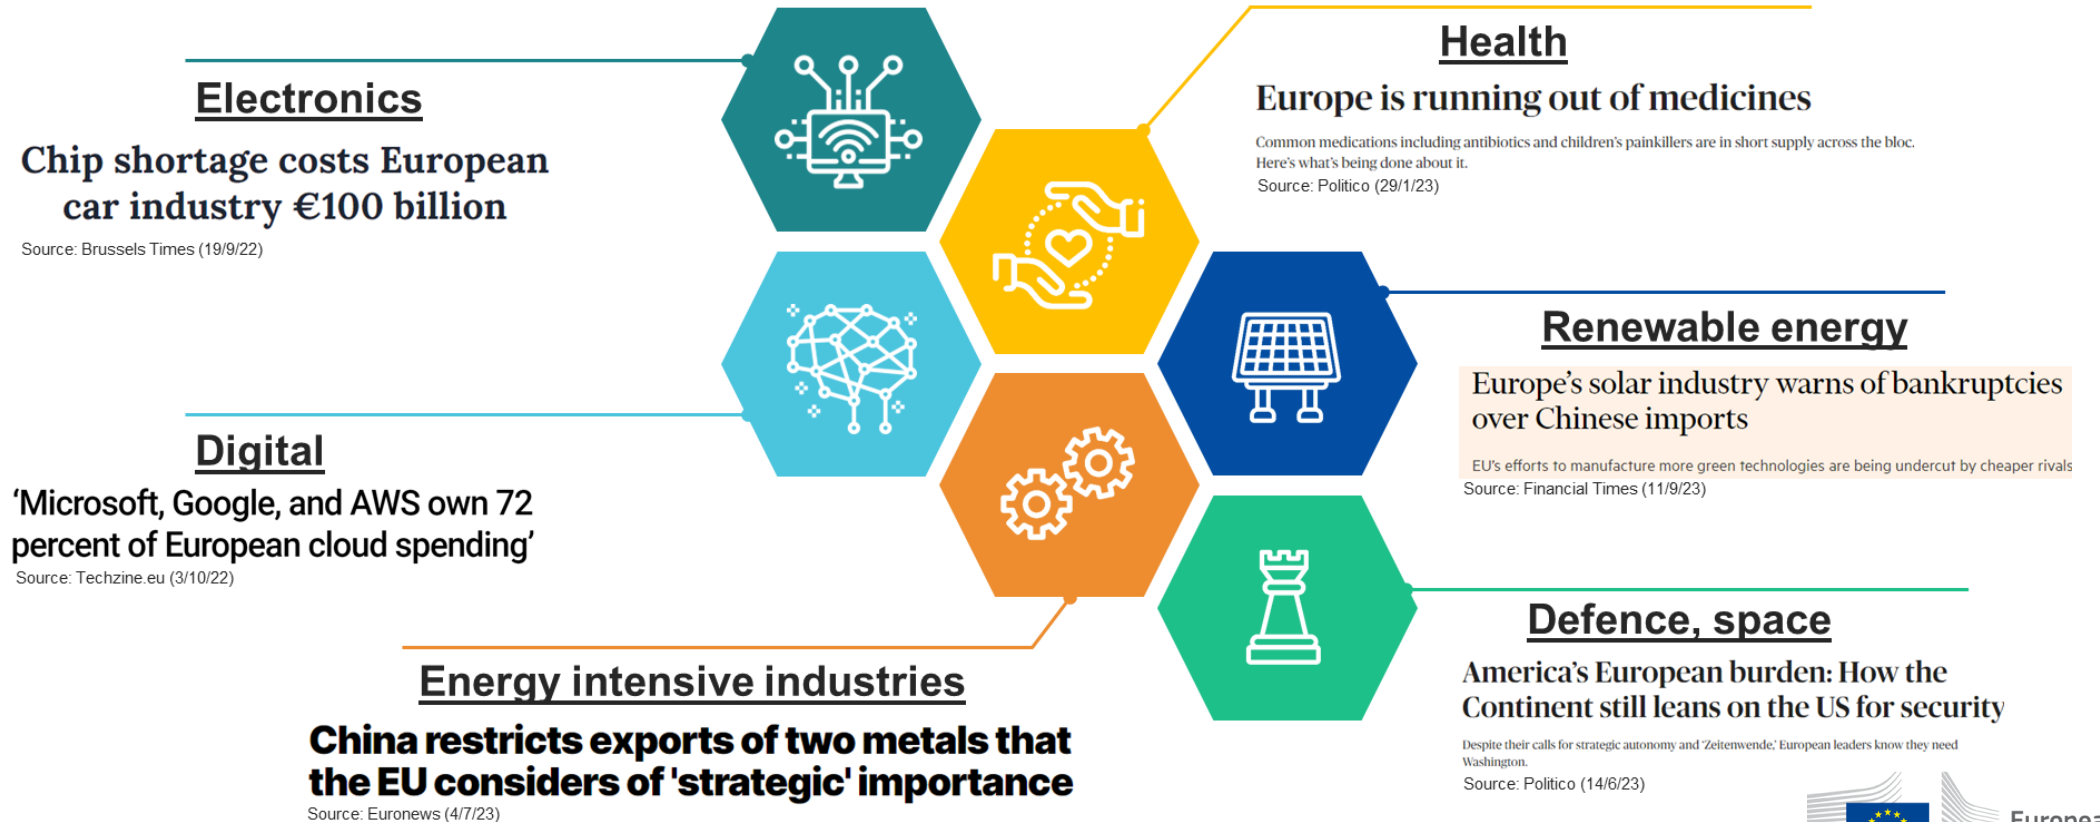 Electronics
Chip shortage costs European
car industry €100 billion
Source: Brussels Times (19/9/22)
Health
Europe is running out of medicines
Common medications including antibiotics and children's painkillers are in short supply across the bloc.
Here's what's being done about it.
Source: Politico (29/1/23)
Renewable energy
Europe's solar industry warns of bankruptcies
over Chinese imports
EU's efforts to manufacture more green technologies are being undercut by cheaper rivals
Source: Financial Times (11/9/23)
Digital
‘Microsoft, Google, and AWS own 72
percent of European cloud spending’
Source: Techzine.eu (3/10/22)
Energy intensive industries
China restricts exports of two metals that
the EU considers of 'strategic' importance
Source: Euronews (4/7/23)
Defence, space
America's European burden: How the
Continent still leans on the US for security
Despite their calls for strategic autonomy and ‘Zeitenwende,’ European leaders know they need
Washington.
Source: Politico (14/6/23)